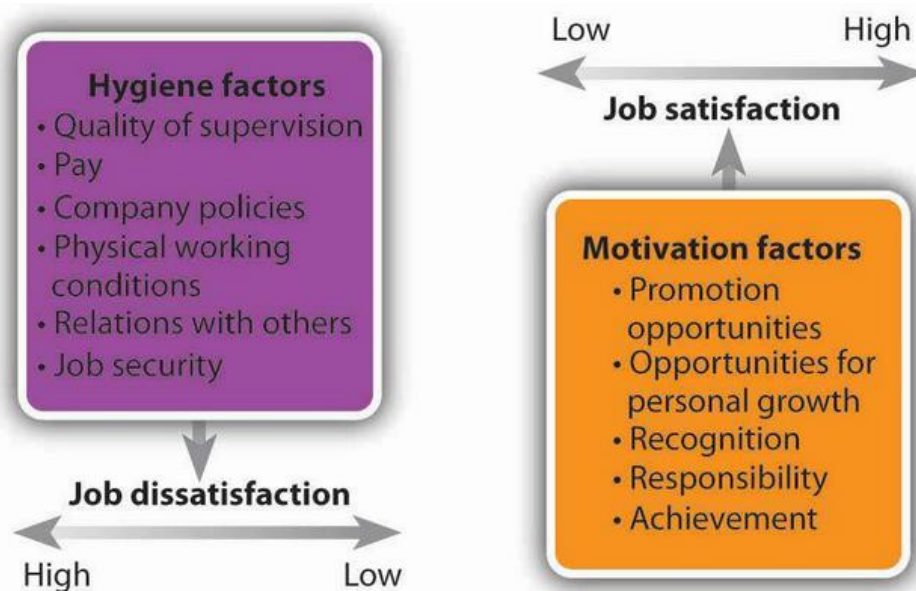 Hygiene factors
• Quality of supervision
• Pay
• Company policies
• Physical working
conditions
• Relations with others
• Job security
Job dissatisfaction
High Low
Low High
Job satisfaction
Motivation factors
• Promotion
opportunities
• Opportunities for
personal growth
• Recognition
• Responsibility
• Achievement